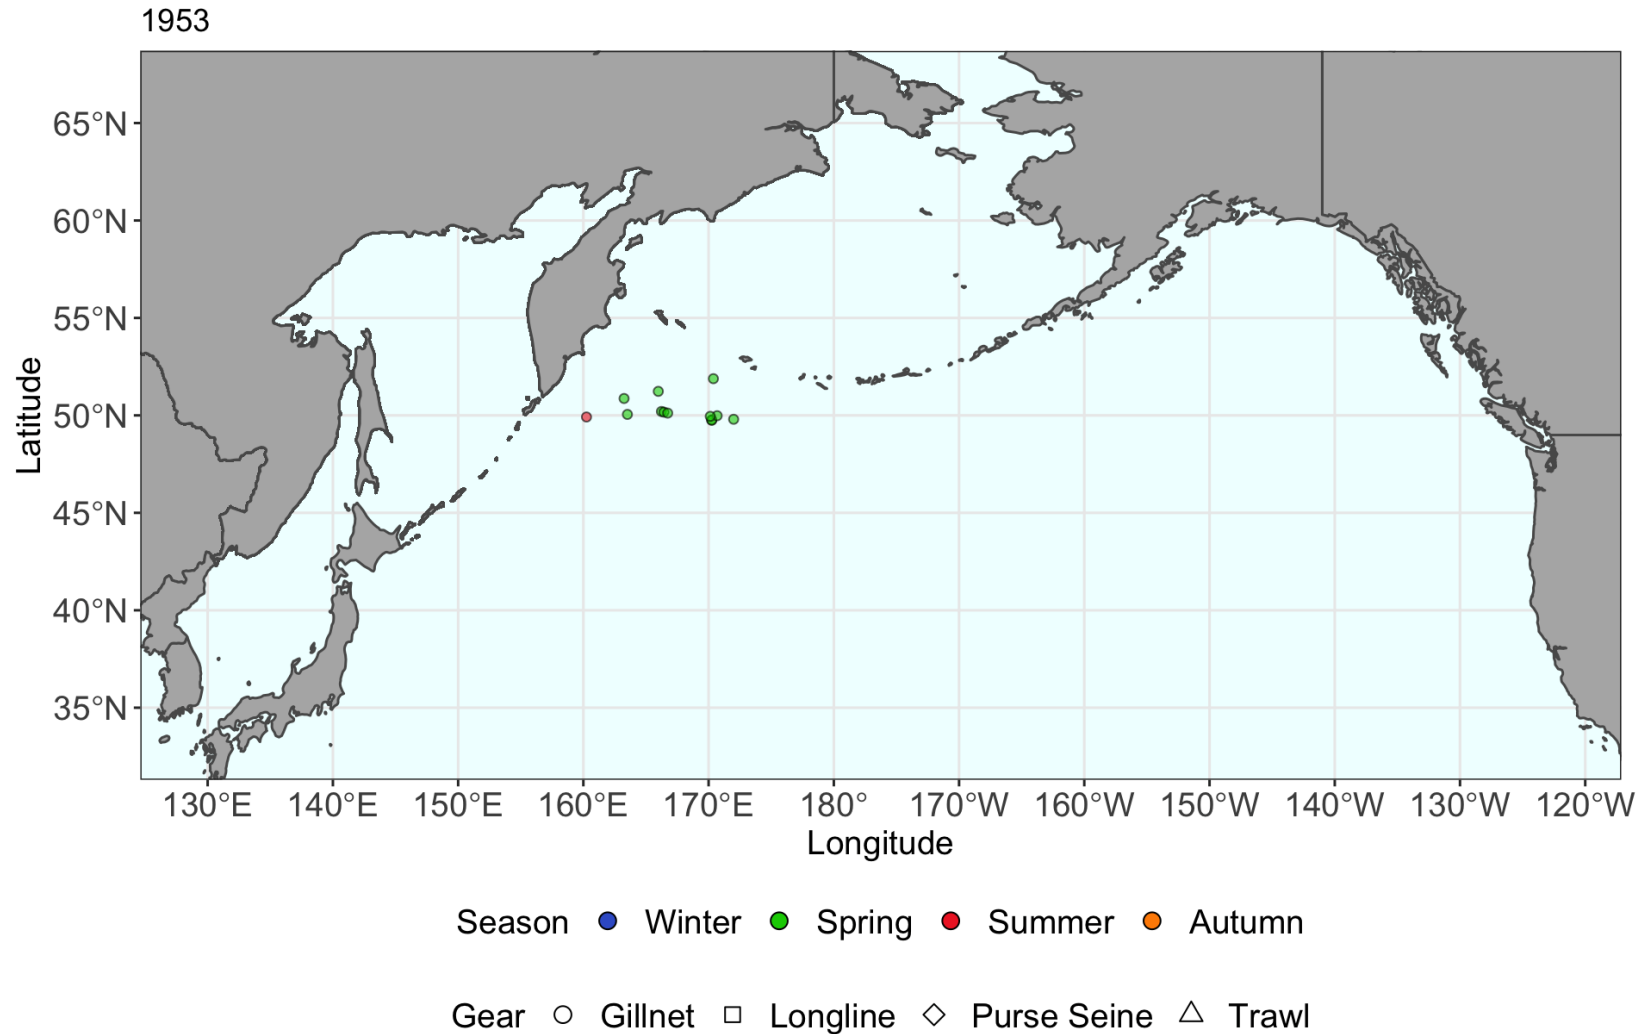 1953
65°N
60°N
55°N
50°N
45°N
40°N
35°N
Latitude
130°E 140°E 150°E 160°E 170°E 180° 170°W 160°W 150°W 140°W 130°W 120°W
Longitude
Season Winter Spring Summer Autumn
Gear Gillnet Longline Purse Seine Trawl